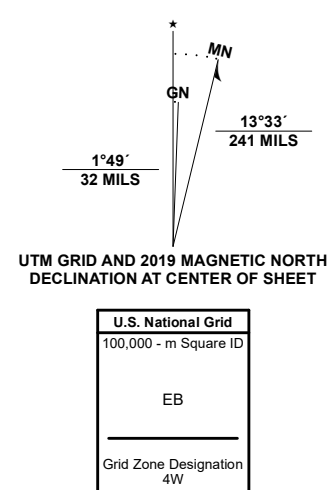 ★
MN
GN
13°33´
241 MILS
1°49´
32 MILS
UTM GRID AND 2019 MAGNETIC NORTH
DECLINATION AT CENTER OF SHEET
U.S. National Grid
100,000 - m Square ID
EB
Grid Zone Designation
4W